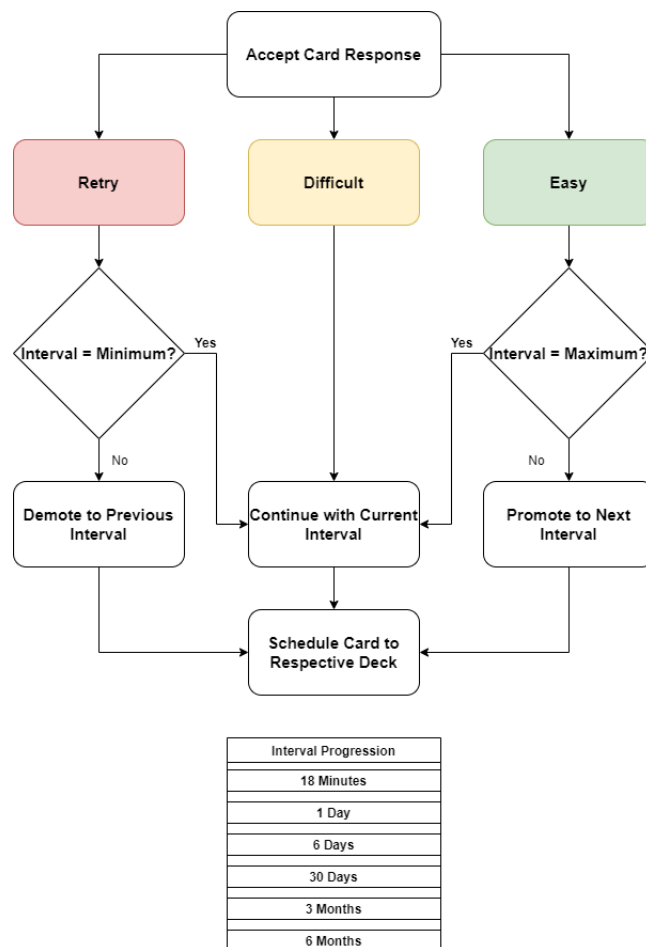 Accept Card Response
Retry
Difficult
Easy
Interval = Minimum?
Yes
Yes
Interval = Maximum?
No
No
Demote to Previous
Interval
Continue with Current
Interval
Promote to Next
Interval
Schedule Card to
Respective Deck
Interval Progression
18 Minutes
1 Day
6 Days
30 Days
3 Months
6 Months